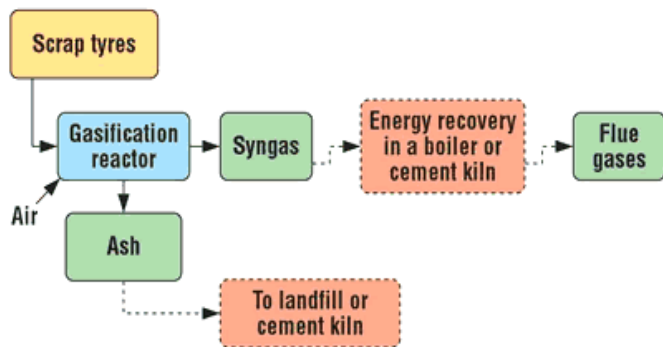 Scrap tyres
Gasification
reactor
Syngas
Energy recovery
in a boiler or
cement kiln
Flue
gases
Air
Ash
To landfill or
cement kiln